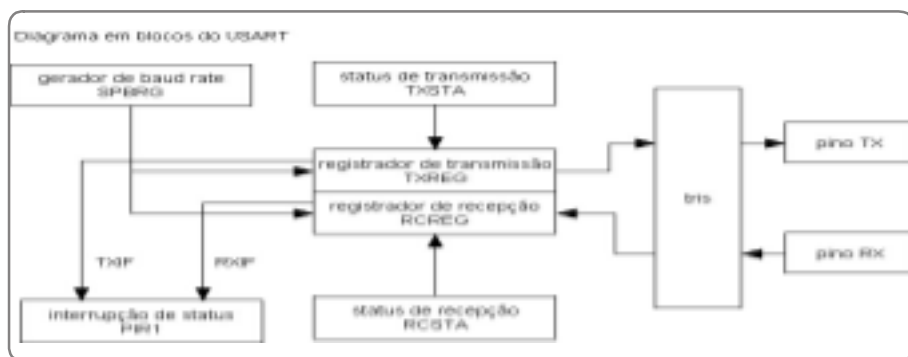 Diagrama em blocos do USART
gerador de baud rate
SPBRG
status de transmissão
TXSTA
registrador de transmissão
TXREG
registrador de recepção
RCREG
tris
pino TX
pino RX
TXIF
RXIF
interrupção de status
PIR1
status de recepção
RCSTA